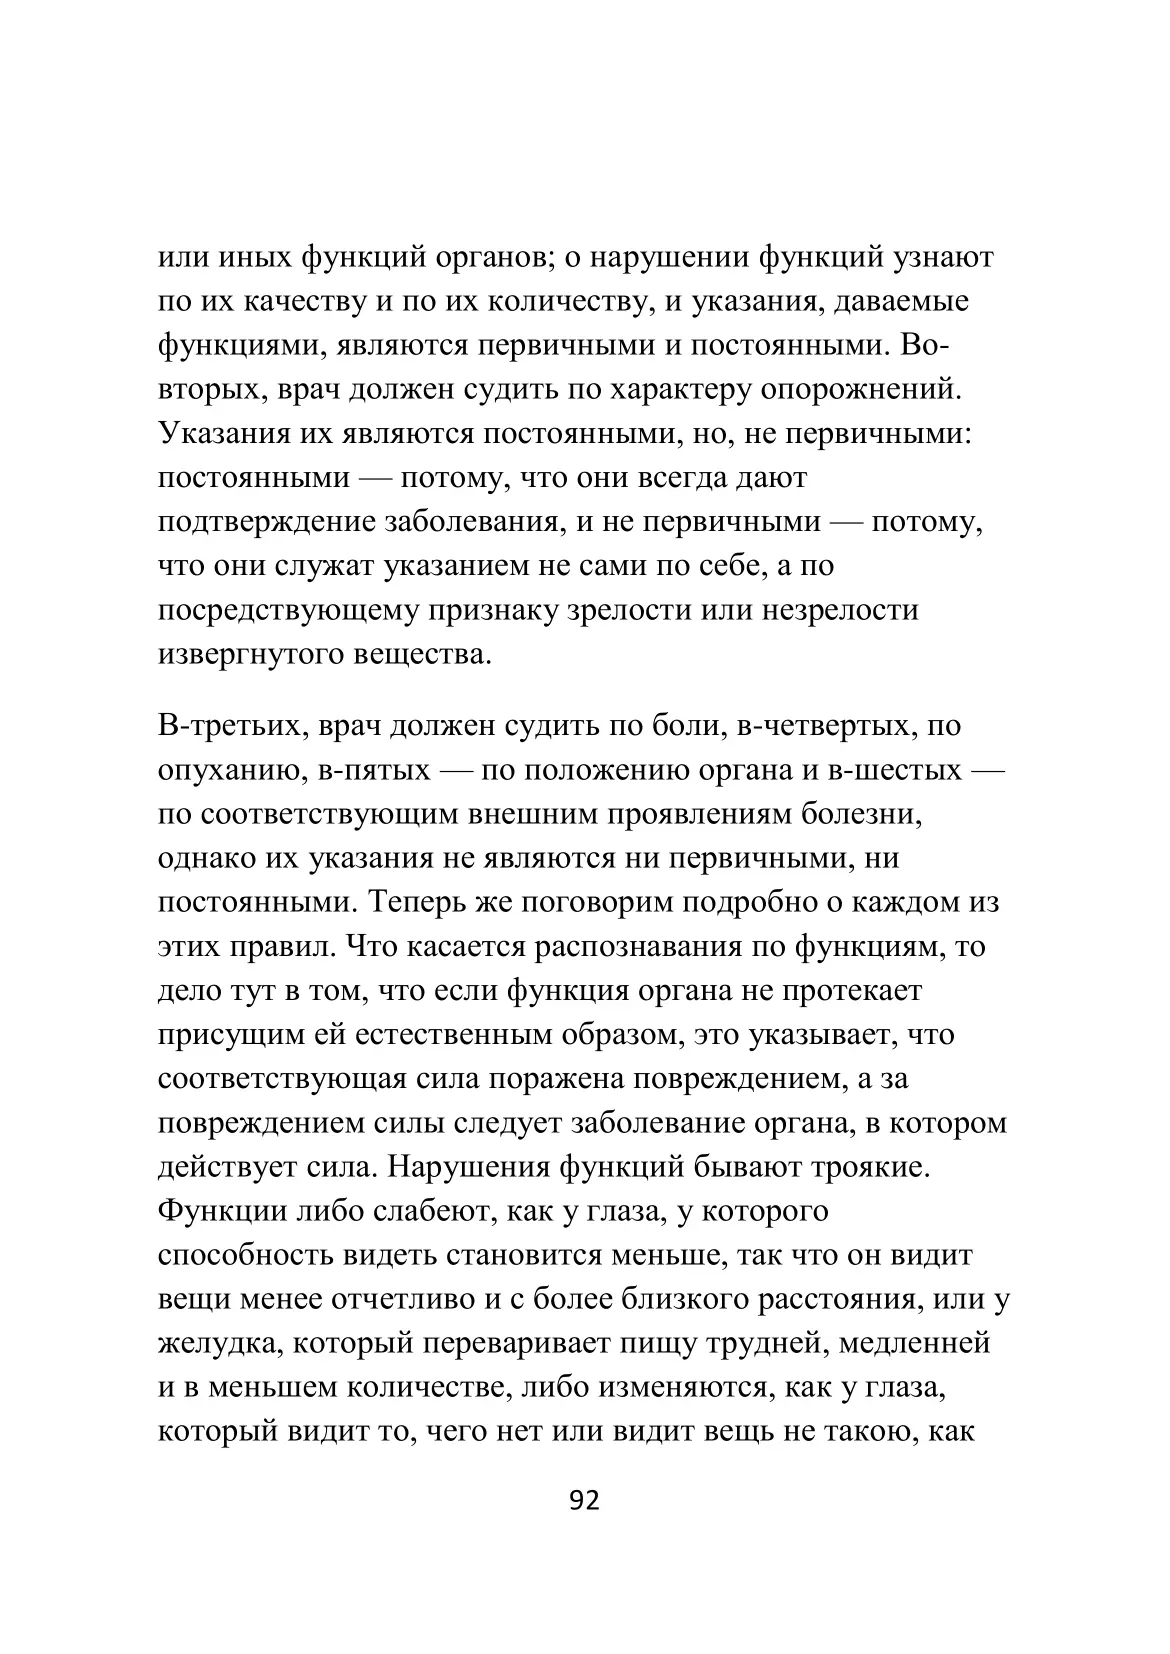 или иных функций органов; о нарушении функций узнают
по их качеству и по их количеству, и указания, даваемые
функциями, являются первичными и постоянными. Во-
вторых, врач должен судить по характеру опорожнений.
Указания их являются постоянными, но, не первичными:
постоянными — потому, что они всегда дают
подтверждение заболевания, и не первичными — потому,
что они служат указанием не сами по себе, а по
посредствующему признаку зрелости или незрелости
извергнутого вещества.
В-третьих, врач должен судить по боли, в-четвертых, по
опуханию, в-пятых — по положению органа и в-шестых —
по соответствующим внешним проявлениям болезни,
однако их указания не являются ни первичными, ни
постоянными. Теперь же поговорим подробно о каждом из
этих правил. Что касается распознавания по функциям, то
дело тут в том, что если функция органа не протекает
присущим ей естественным образом, это указывает, что
соответствующая сила поражена повреждением, а за
повреждением силы следует заболевание органа, в котором
действует сила. Нарушения функций бывают троякие.
Функции либо слабеют, как у глаза, у которого
способность видеть становится меньше, так что он видит
вещи менее отчетливо и с более близкого расстояния, или у
желудка, который переваривает пищу трудней, медленней
и в меньшем количестве, либо изменяются, как у глаза,
который видит то, чего нет или видит вещь не такою, как
92